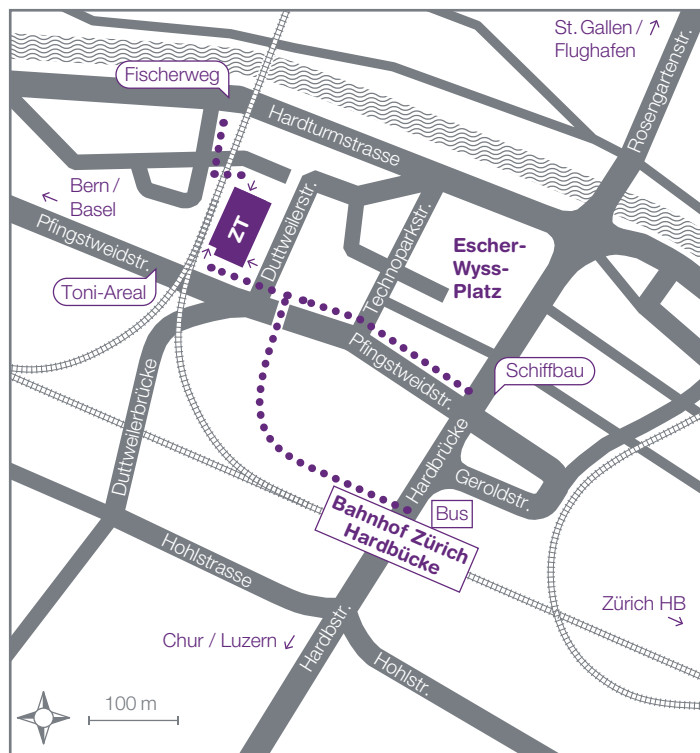 St. Gallen /
Flughafen
Fischerweg
Rosengartenstr.
Hardturmstrasse
Bern /
Basel
ZT
Duttweilerstr.
Technoparkstr.
Escher-
Wyss-
Platz
Pfingstweidstr.
Toni-Areal
Pfingstweidstr.
Schiffbau
Duttweilerbrücke
Hardbrücke
Geroldstr.
Bus
Bahnhof Zürich
Hardbücke
Hohlstrasse
Zürich HB
Chur / Luzern
Hardbstr.
Hohlstr.
100 m